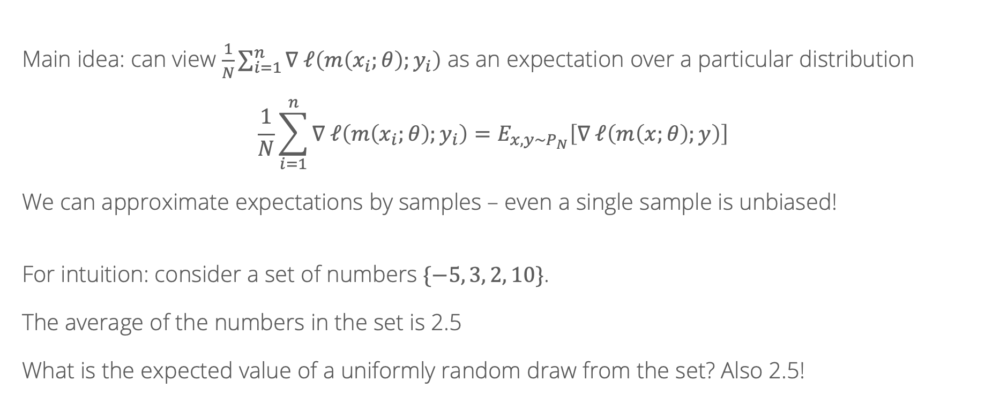 Main idea: can view $\frac{1}{N}\sum_{i=1}^{n} \nabla \ell(m(x_i; \theta); y_i)$ as an expectation over a particular distribution
$\frac{1}{N}\sum_{i=1}^{n} \nabla \ell(m(x_i; \theta); y_i) = E_{x,y \sim P_N}[\nabla \ell(m(x; \theta); y)]$
We can approximate expectations by samples – even a single sample is unbiased!
For intuition: consider a set of numbers {−5, 3, 2, 10}.
The average of the numbers in the set is 2.5
What is the expected value of a uniformly random draw from the set? Also 2.5!